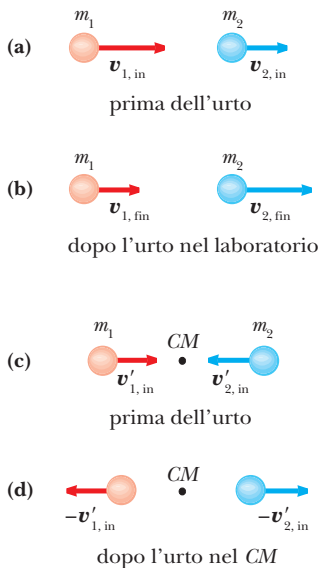 m1 m2
(a)
v1, in v2, in
prima dell'urto
m1 m2
(b)
v1, fin v2, fin
dopo l'urto nel laboratorio
m1 CM m2
(c)
v′1, in v′2, in
prima dell'urto
CM
(d)
−v′1, in −v′2, in
dopo l'urto nel CM